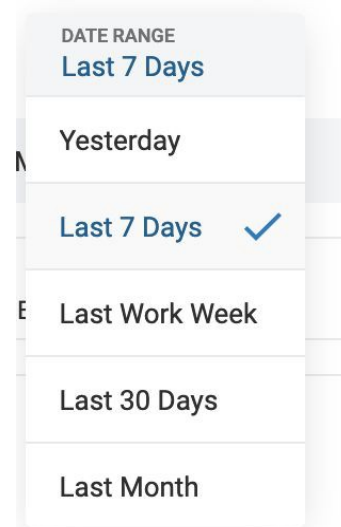 DATE RANGE
Last 7 Days
Yesterday
Last 7 Days
Last Work Week
Last 30 Days
Last Month